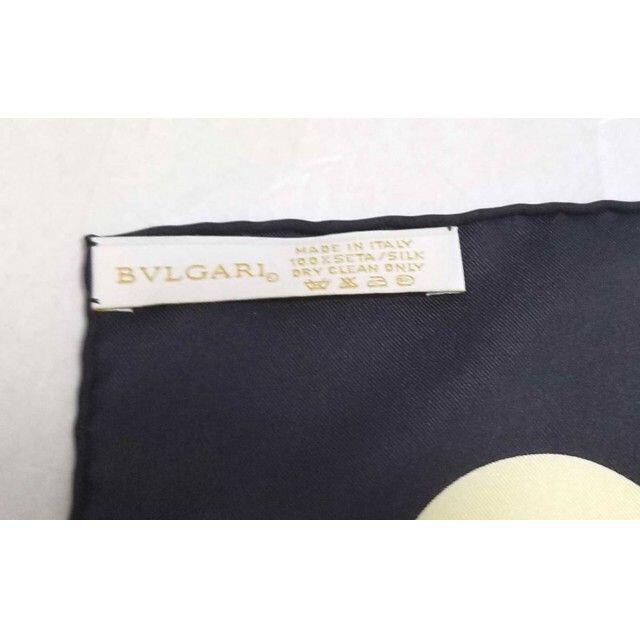 BVLGARI
MADE IN ITALY
100%SETA/SILK
DRY CLEAN ONLY